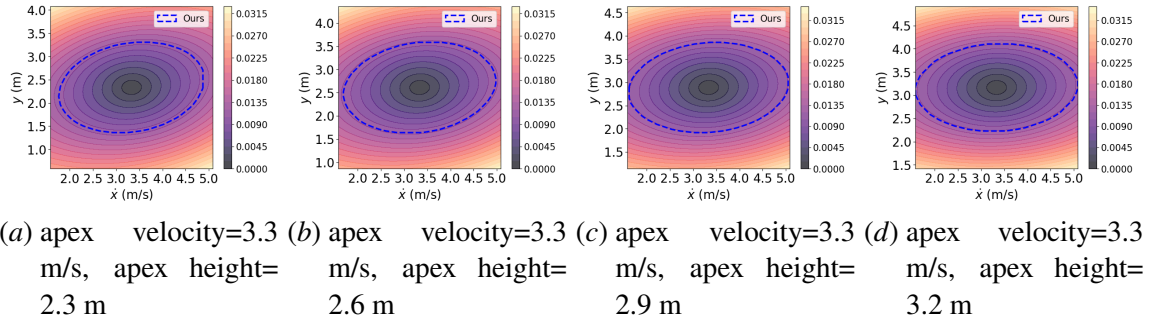 4.0
3.5
3.0
2.5
2.0
1.5
1.0
y (m)
2.0 2.5 3.0 3.5 4.0 4.5 5.0
ẋ (m/s)
Ours
0.0315
0.0270
0.0225
0.0180
0.0135
0.0090
0.0045
0.0000
4.0
3.5
3.0
2.5
2.0
1.5
1.0
y (m)
2.0 2.5 3.0 3.5 4.0 4.5 5.0
ẋ (m/s)
Ours
0.0315
0.0270
0.0225
0.0180
0.0135
0.0090
0.0045
0.0000
4.5
4.0
3.5
3.0
2.5
2.0
1.5
y (m)
2.0 2.5 3.0 3.5 4.0 4.5 5.0
ẋ (m/s)
Ours
0.0315
0.0270
0.0225
0.0180
0.0135
0.0090
0.0045
0.0000
4.5
4.0
3.5
3.0
2.5
2.0
1.5
y (m)
2.0 2.5 3.0 3.5 4.0 4.5 5.0
ẋ (m/s)
Ours
0.0315
0.0270
0.0225
0.0180
0.0135
0.0090
0.0045
0.0000
(a) apex velocity=3.3
m/s, apex height=
2.3 m
(b) apex velocity=3.3
m/s, apex height=
2.6 m
(c) apex velocity=3.3
m/s, apex height=
2.9 m
(d) apex velocity=3.3
m/s, apex height=
3.2 m